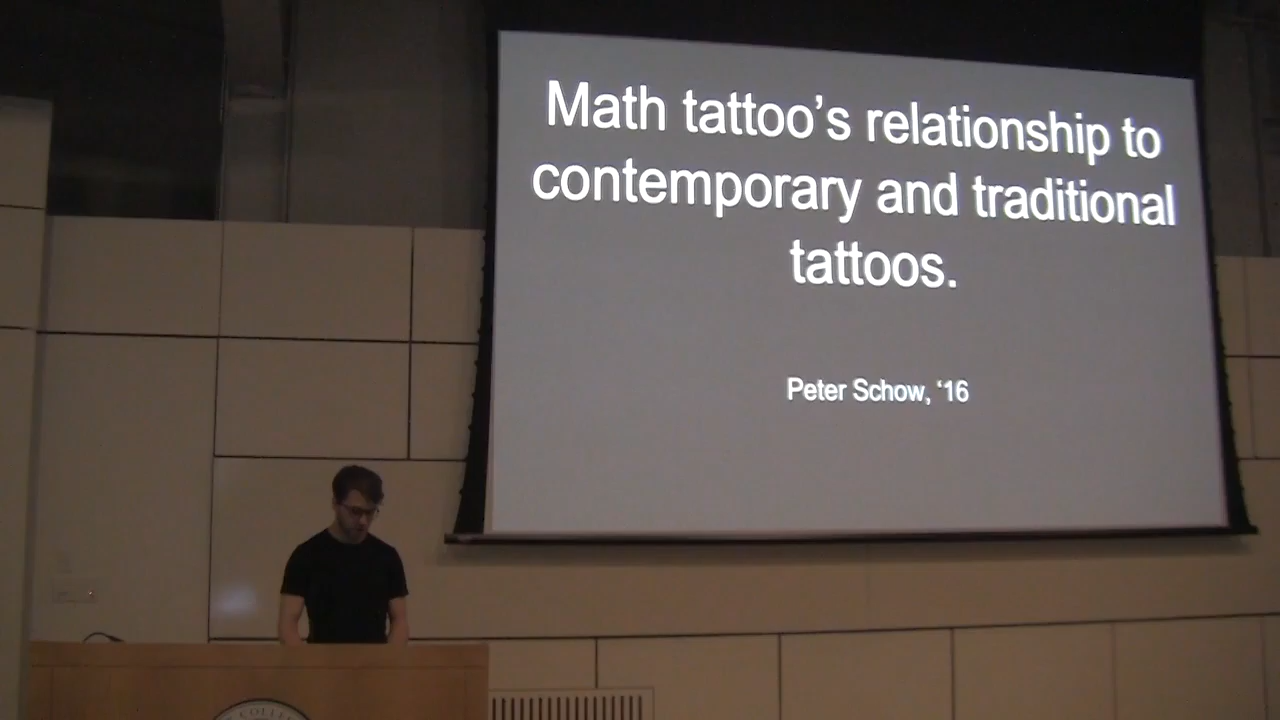 Math tattoo’s relationship to
contemporary and traditional
tattoos.
Peter Schow, ‘16